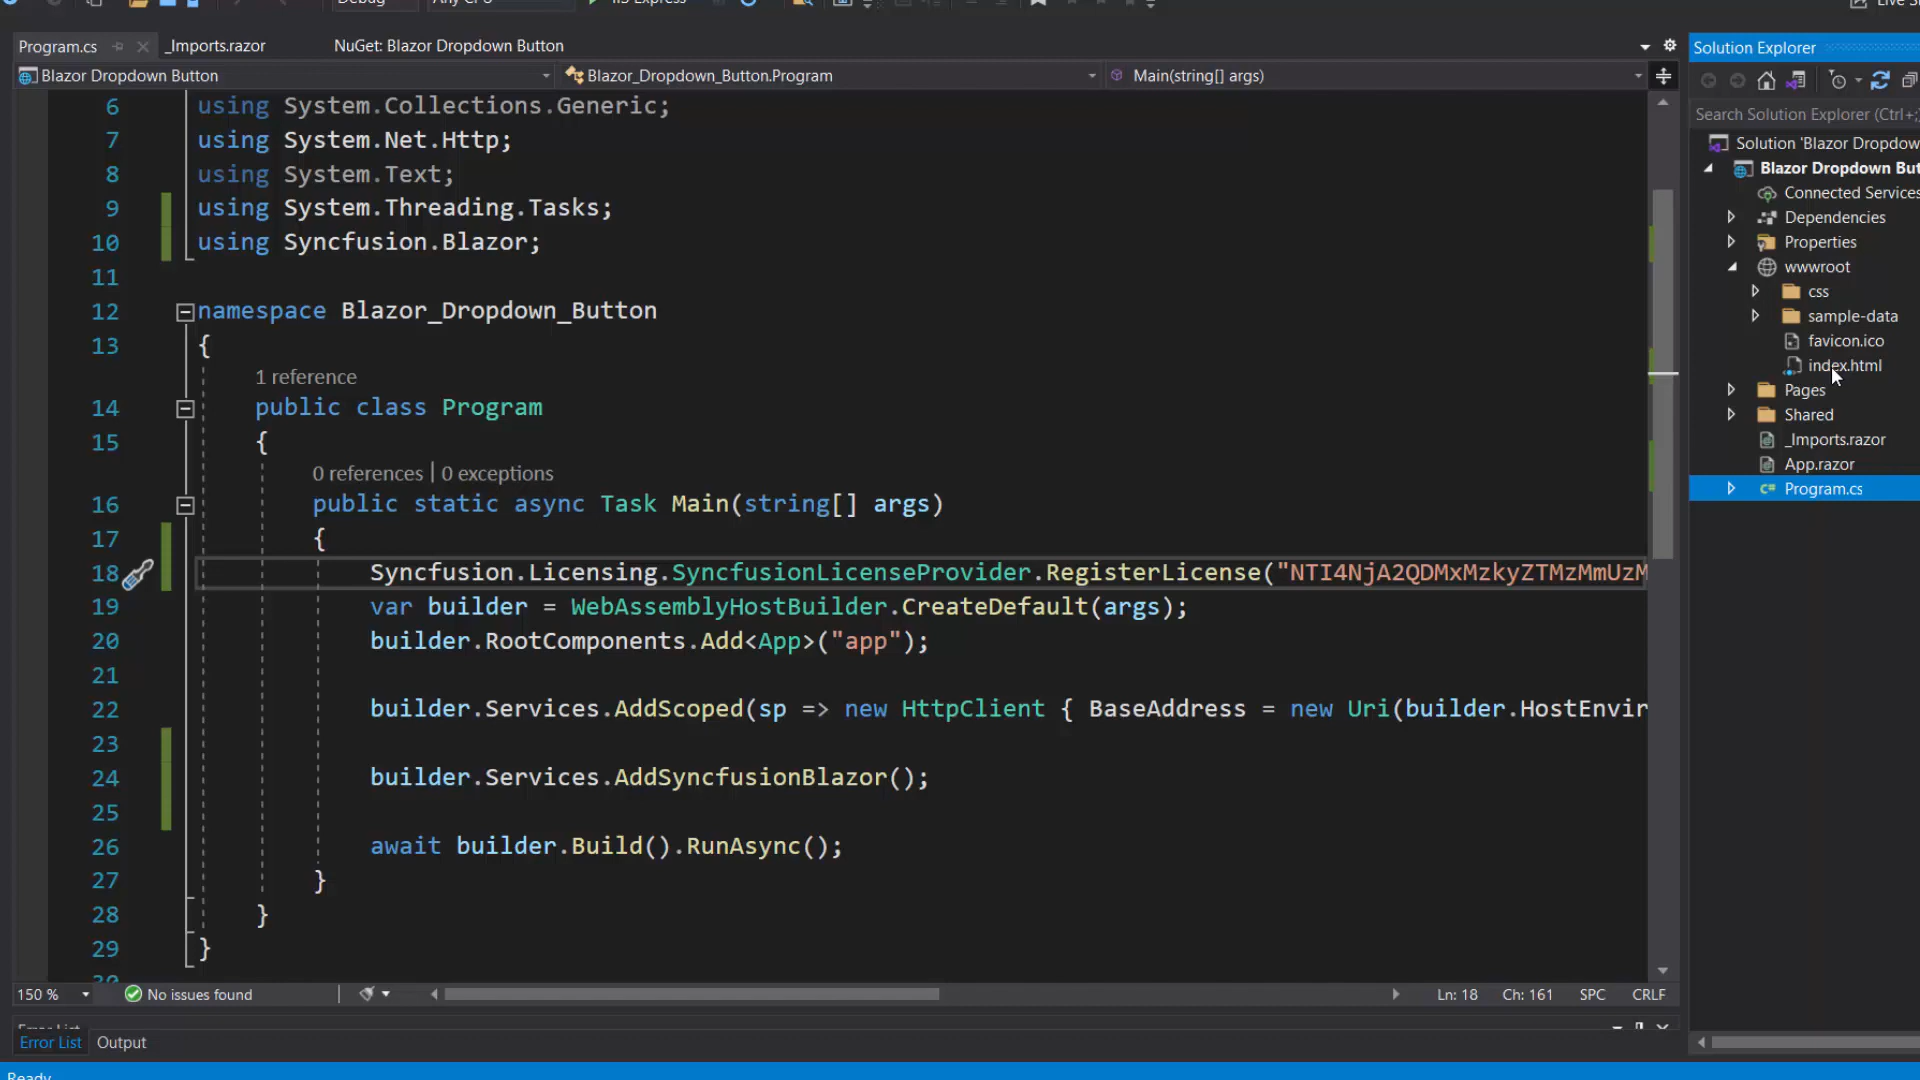 Debug
Any CPU
IIS Express
Program.cs
_Imports.razor
NuGet: Blazor Dropdown Button
Blazor Dropdown Button
Blazor_Dropdown_Button.Program
Main(string[] args)
6 using System.Collections.Generic;
7 using System.Net.Http;
8 using System.Text;
9 using System.Threading.Tasks;
10 using Syncfusion.Blazor;
11
12 namespace Blazor_Dropdown_Button
13 {
1 reference
14 public class Program
15 {
0 references | 0 exceptions
16 public static async Task Main(string[] args)
17 {
18 Syncfusion.Licensing.SyncfusionLicenseProvider.RegisterLicense("NTI4NjA2QDMxMzkyZTMzMmUzM
19 var builder = WebAssemblyHostBuilder.CreateDefault(args);
20 builder.RootComponents.Add<App>("app");
21
22 builder.Services.AddScoped(sp => new HttpClient { BaseAddress = new Uri(builder.HostEnvir
23
24 builder.Services.AddSyncfusionBlazor();
25
26 await builder.Build().RunAsync();
27 }
28 }
29 }
150 %
No issues found
Ln: 18
Ch: 161
SPC
CRLF
Error List
Error List
Output
Ready
Solution Explorer
Search Solution Explorer (Ctrl+;
Solution 'Blazor Dropdow
Blazor Dropdown But
Connected Services
Dependencies
Properties
wwwroot
css
sample-data
favicon.ico
index.html
Pages
Shared
_Imports.razor
App.razor
Program.cs